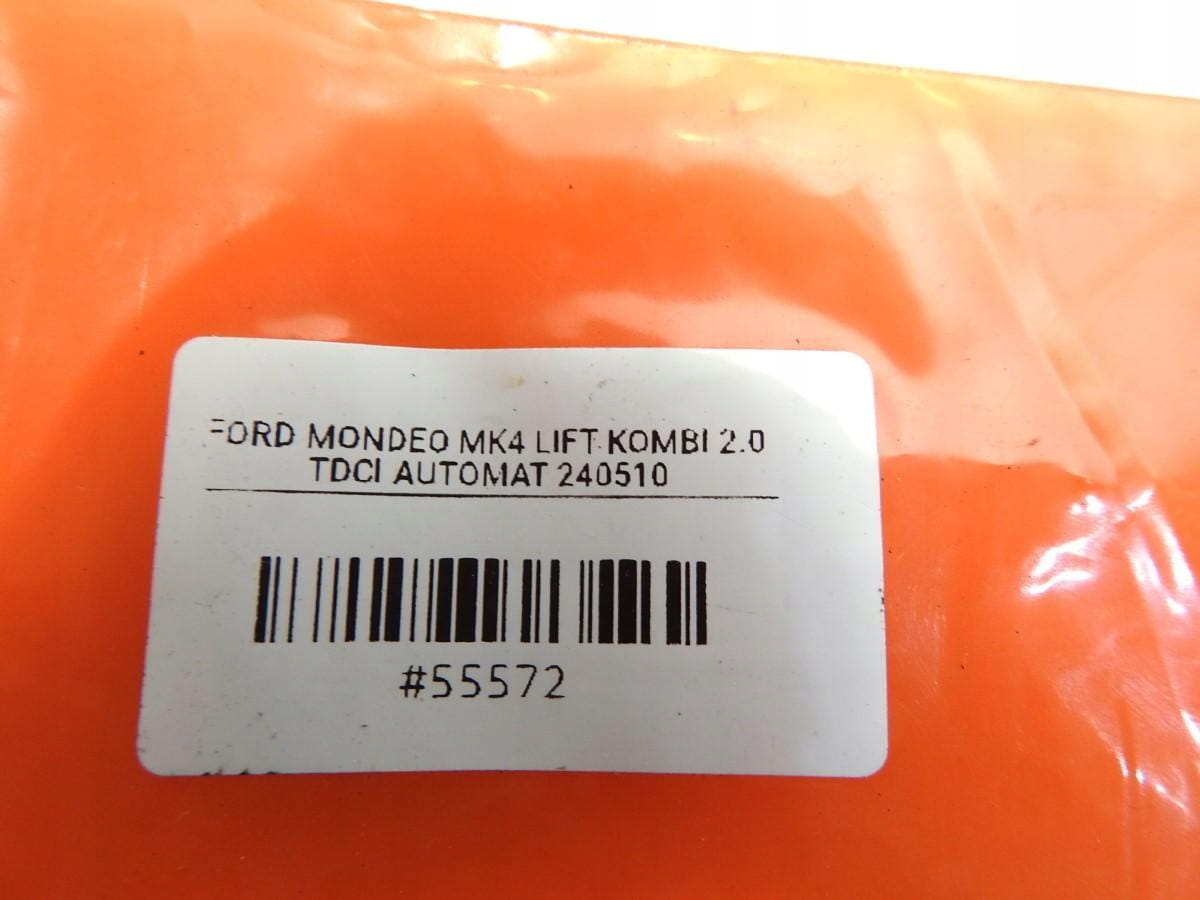 FORD MONDEO MK4 LIFT KOMBI 2.0
TDCI AUTOMAT 240510
#55572